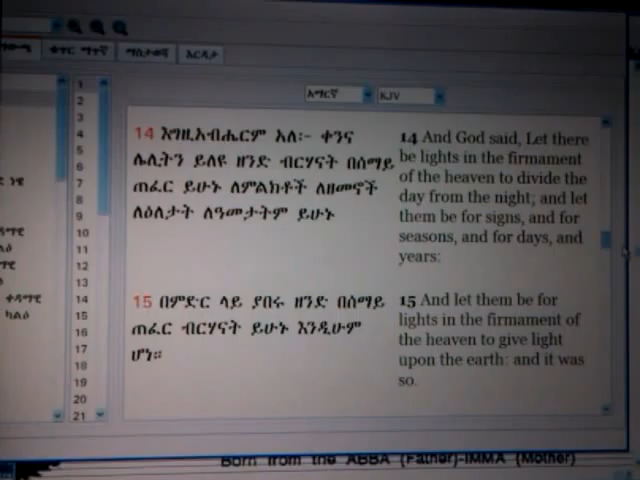 ቁጥር ማተኛ
ማስታወሻ
እርዳታ
አማርኛ
KJV
14 እግዚአብሔርም አለ፦ ቀንና
ሌሊትን ይለዩ ዘንድ ብርሃናት በሰማይ
ጠፈር ይሁኑ ለምልክቶች ለዘመኖች
ለዕለታት ለዓመታትም ይሁኑ
14 And God said, Let there
be lights in the firmament
of the heaven to divide the
day from the night; and let
them be for signs, and for
seasons, and for days, and
years:
15 በምድር ላይ ያበሩ ዘንድ በሰማይ
ጠፈር ብርሃናት ይሁኑ እንዲሁም
ሆነ።
15 And let them be for
lights in the firmament of
the heaven to give light
upon the earth: and it was
so.
1
2
3
4
5
6
7
8
9
10
11
12
13
14
15
16
17
18
19
20
21
ቀዳማዊ
ካልዕ
Born from the ABBA (Father)-IMMA (Mother)